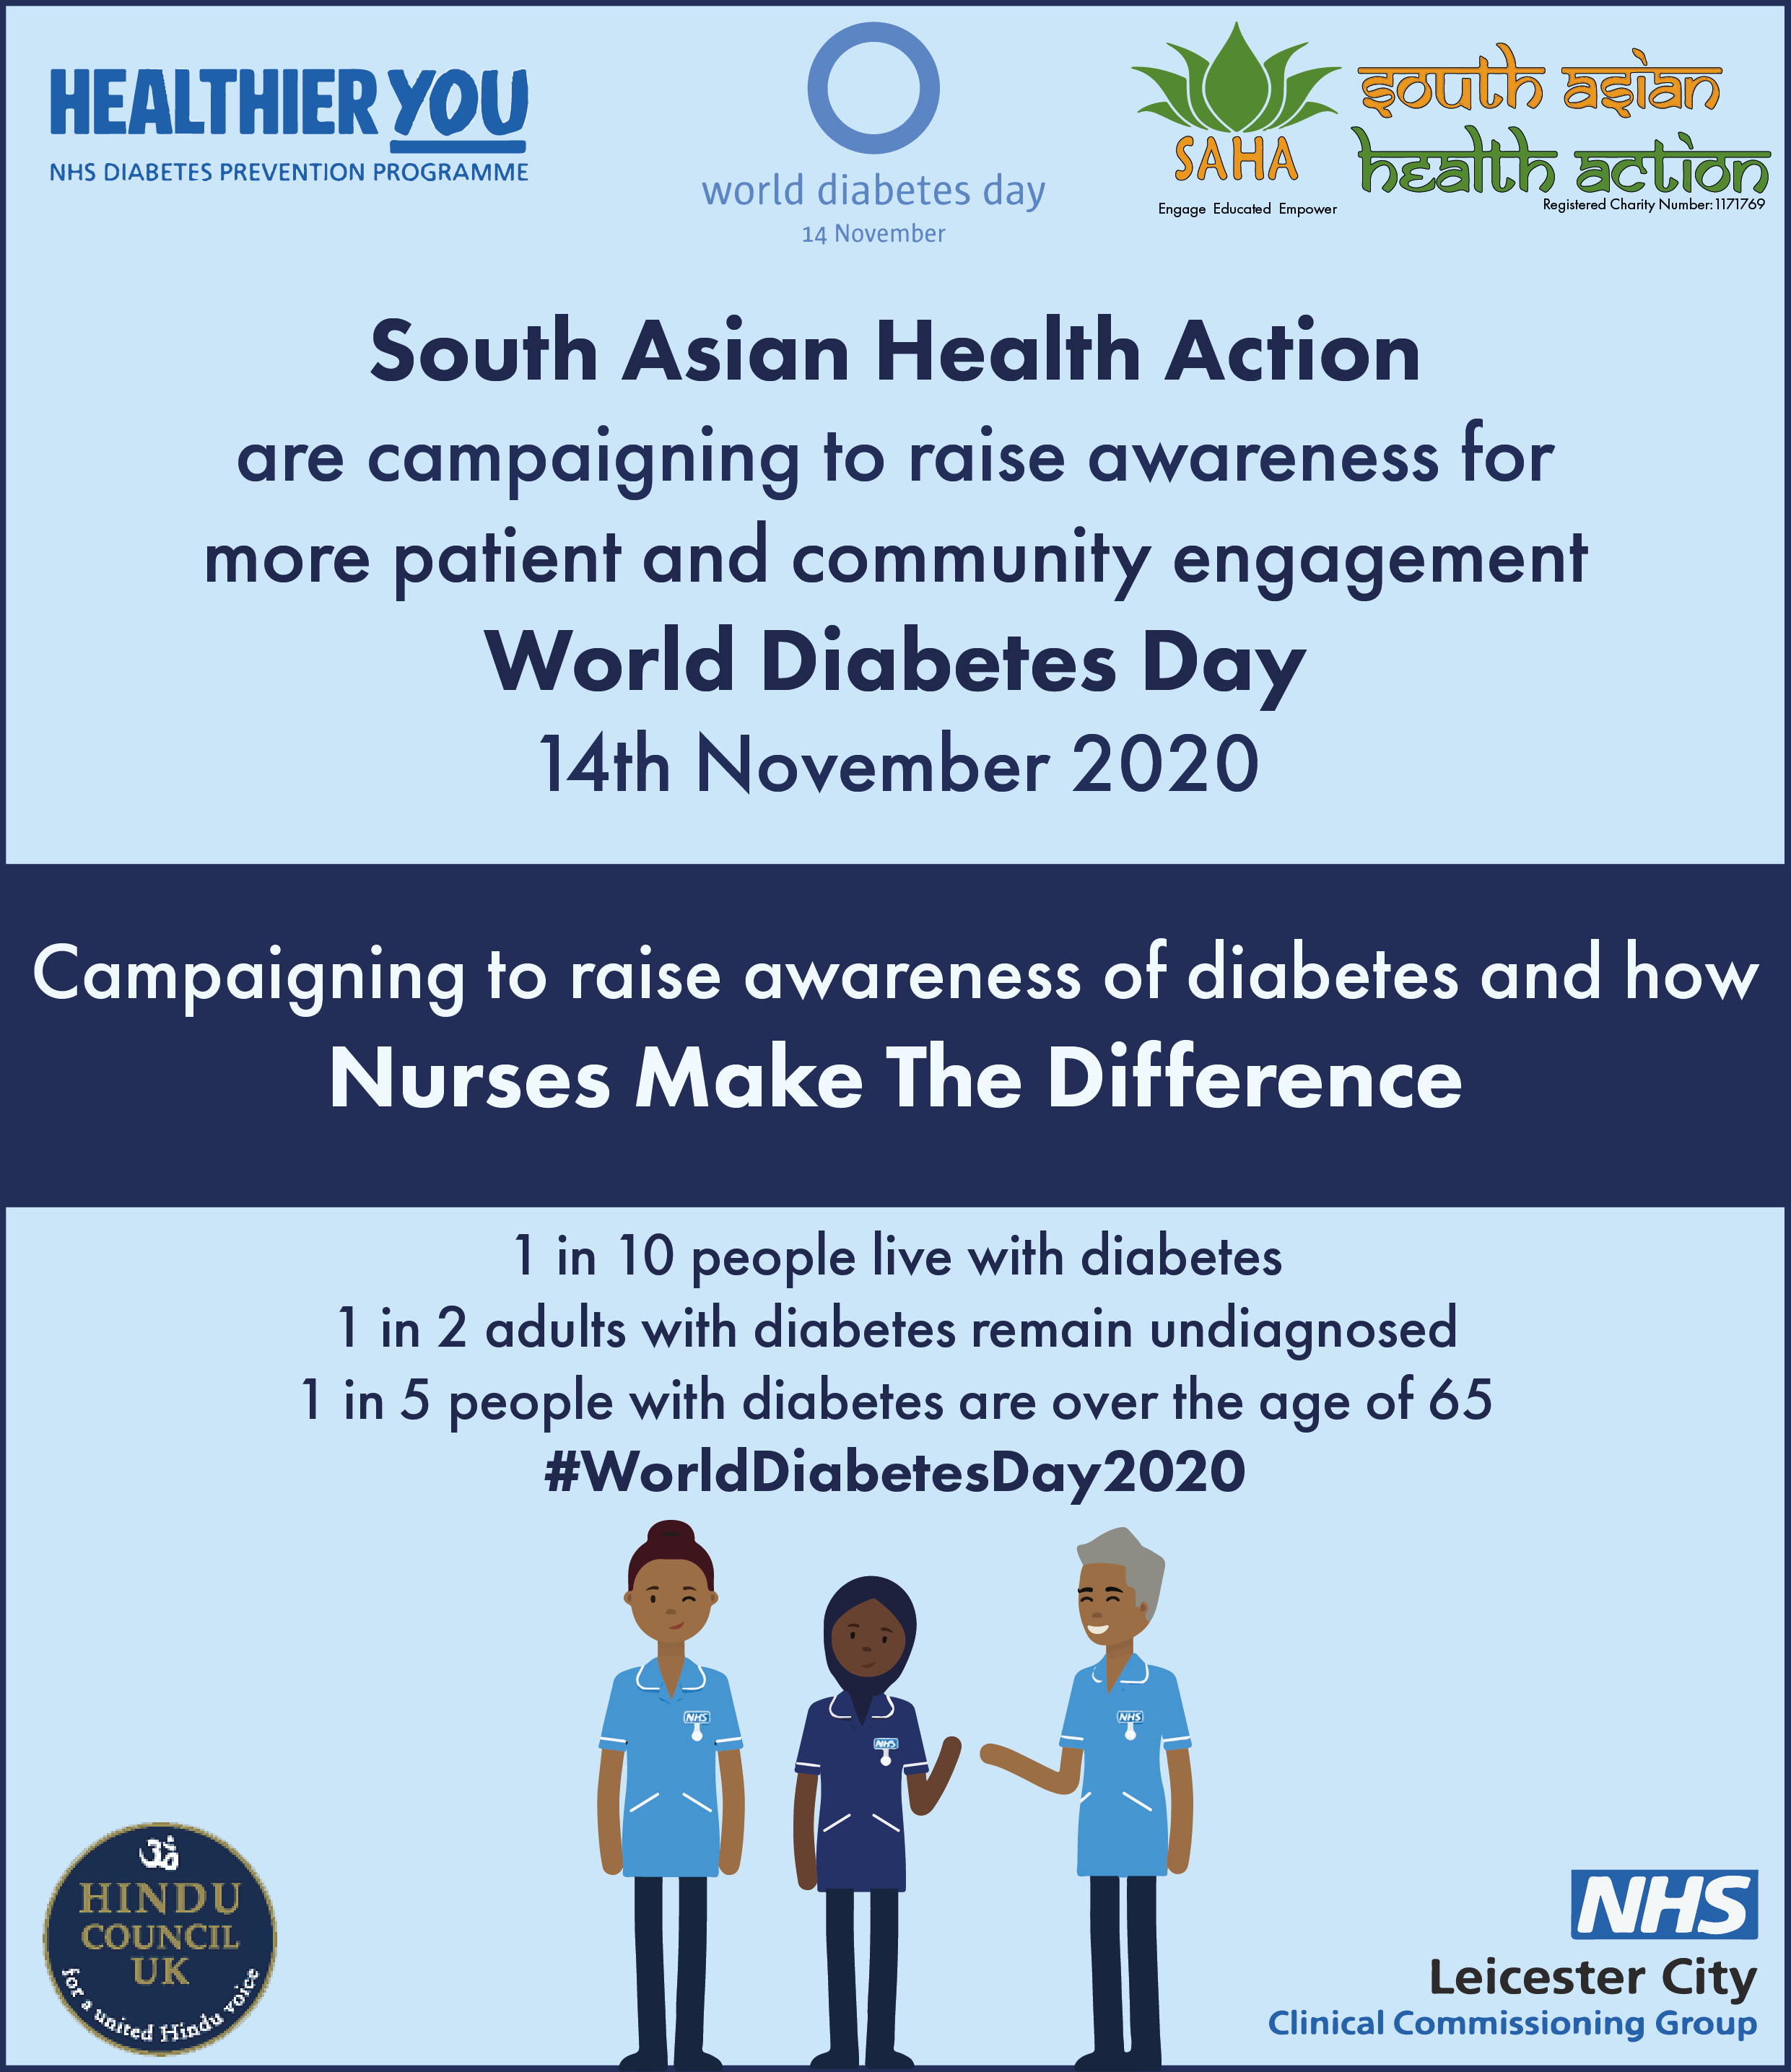 HEALTHIER YOU
NHS DIABETES PREVENTION PROGRAMME
world diabetes day
14 November
SAHA
Engage Educated Empower
south asian
health action
Registered Charity Number:1171769
South Asian Health Action
are campaigning to raise awareness for
more patient and community engagement
World Diabetes Day
14th November 2020
Campaigning to raise awareness of diabetes and how
Nurses Make The Difference
1 in 10 people live with diabetes
1 in 2 adults with diabetes remain undiagnosed
1 in 5 people with diabetes are over the age of 65
#WorldDiabetesDay2020
NHS
NHS
NHS
ॐ
HINDU
COUNCIL
UK
for a united Hindu voice
NHS
Leicester City
Clinical Commissioning Group